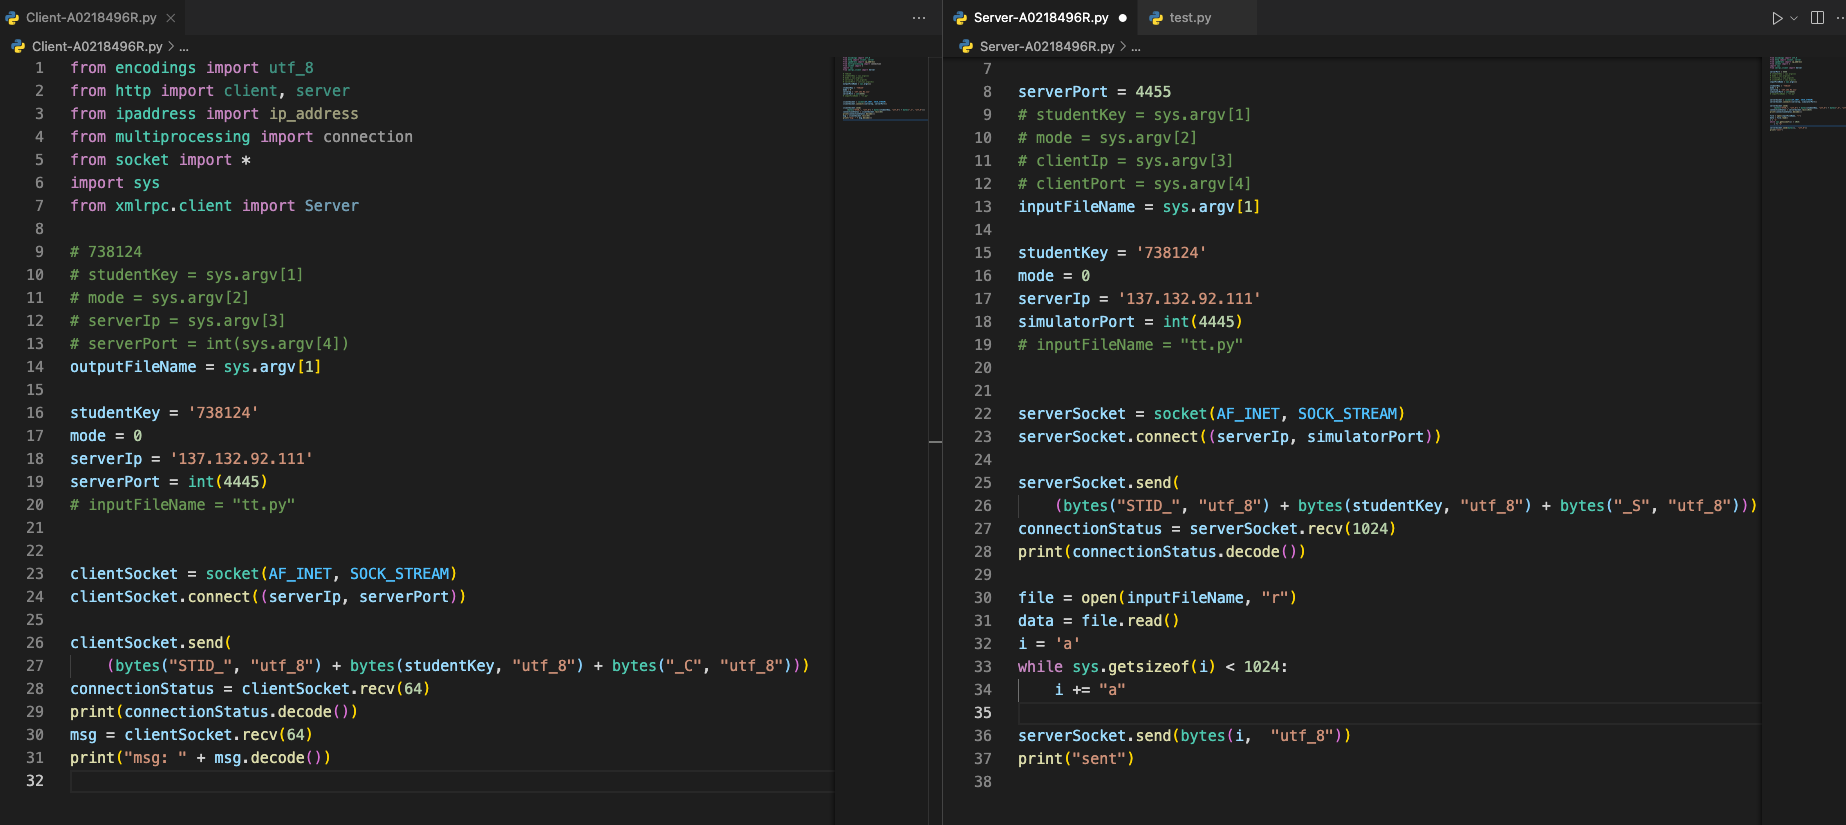 Client-A0218496R.py
Client-A0218496R.py > ...
1 from encodings import utf_8
2 from http import client, server
3 from ipaddress import ip_address
4 from multiprocessing import connection
5 from socket import *
6 import sys
7 from xmlrpc.client import Server
8
9 # 738124
10 # studentKey = sys.argv[1]
11 # mode = sys.argv[2]
12 # serverIp = sys.argv[3]
13 # serverPort = int(sys.argv[4])
14 outputFileName = sys.argv[1]
15
16 studentKey = '738124'
17 mode = 0
18 serverIp = '137.132.92.111'
19 serverPort = int(4445)
20 # inputFileName = "tt.py"
21
22
23 clientSocket = socket(AF_INET, SOCK_STREAM)
24 clientSocket.connect((serverIp, serverPort))
25
26 clientSocket.send(
27     (bytes("STID_", "utf_8") + bytes(studentKey, "utf_8") + bytes("_C", "utf_8")))
28 connectionStatus = clientSocket.recv(64)
29 print(connectionStatus.decode())
30 msg = clientSocket.recv(64)
31 print("msg: " + msg.decode())
32
Server-A0218496R.py test.py
Server-A0218496R.py > ...
7
8 serverPort = 4455
9 # studentKey = sys.argv[1]
10 # mode = sys.argv[2]
11 # clientIp = sys.argv[3]
12 # clientPort = sys.argv[4]
13 inputFileName = sys.argv[1]
14
15 studentKey = '738124'
16 mode = 0
17 serverIp = '137.132.92.111'
18 simulatorPort = int(4445)
19 # inputFileName = "tt.py"
20
21
22 serverSocket = socket(AF_INET, SOCK_STREAM)
23 serverSocket.connect((serverIp, simulatorPort))
24
25 serverSocket.send(
26     (bytes("STID_", "utf_8") + bytes(studentKey, "utf_8") + bytes("_S", "utf_8")))
27 connectionStatus = serverSocket.recv(1024)
28 print(connectionStatus.decode())
29
30 file = open(inputFileName, "r")
31 data = file.read()
32 i = 'a'
33 while sys.getsizeof(i) < 1024:
34     i += "a"
35
36 serverSocket.send(bytes(i,  "utf_8"))
37 print("sent")
38